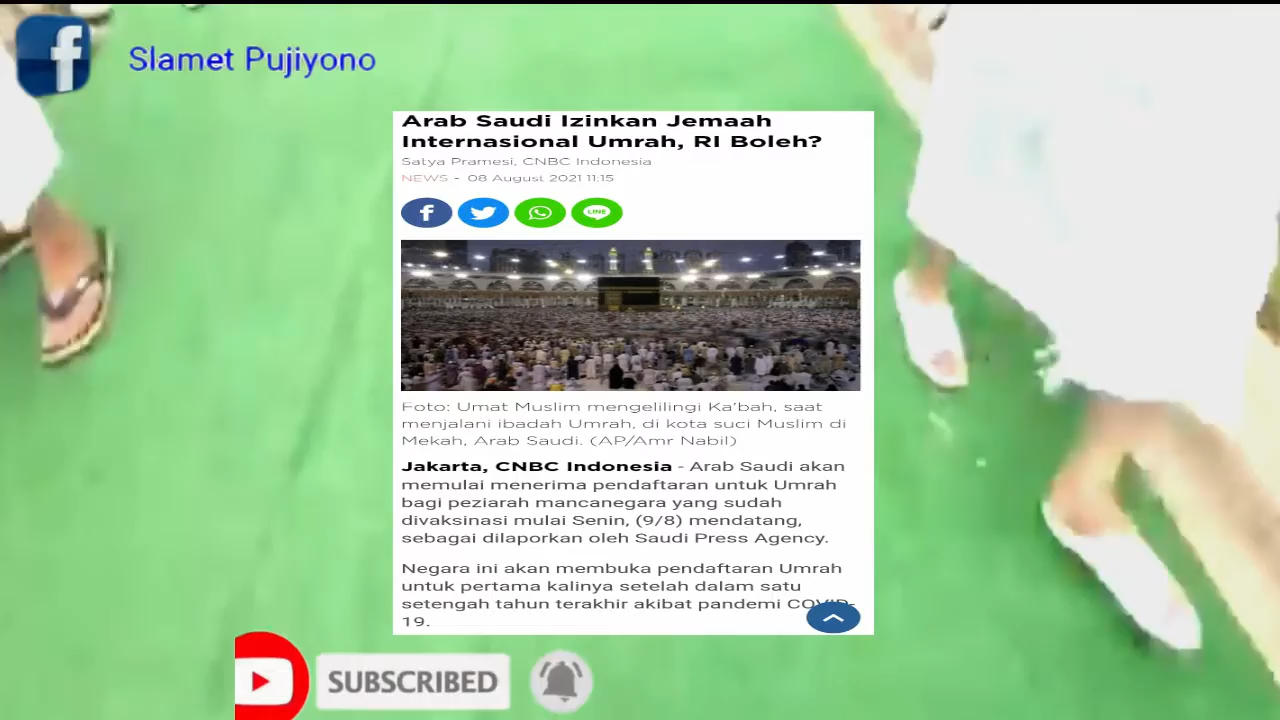 Slamet Pujiyono
Arab Saudi Izinkan Jemaah
Internasional Umrah, RI Boleh?
Satya Pramesi, CNBC Indonesia
NEWS - 08 August 2021 11:15
LINE
Foto: Umat Muslim mengelilingi Ka'bah, saat
menjalani ibadah Umrah, di kota suci Muslim di
Mekah, Arab Saudi. (AP/Amr Nabil)
Jakarta, CNBC Indonesia - Arab Saudi akan
memulai menerima pendaftaran untuk Umrah
bagi peziarah mancanegara yang sudah
divaksinasi mulai Senin, (9/8) mendatang,
sebagai dilaporkan oleh Saudi Press Agency.
Negara ini akan membuka pendaftaran Umrah
untuk pertama kalinya setelah dalam satu
setengah tahun terakhir akibat pandemi COVID-
19.
SUBSCRIBED